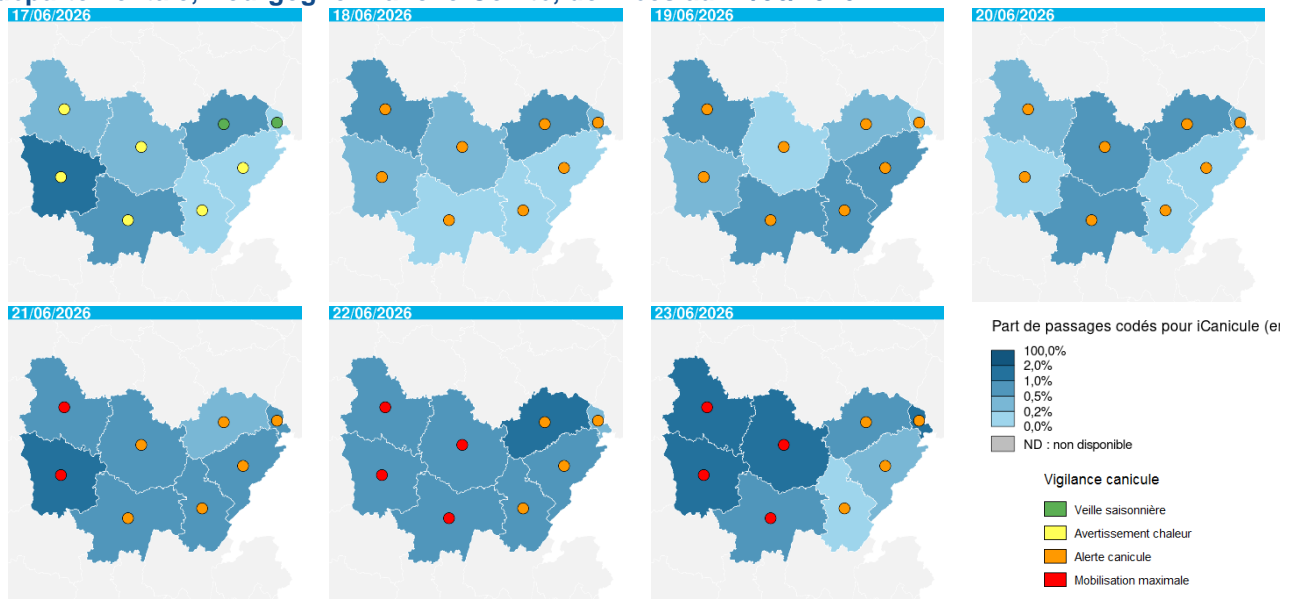 17/06/2026
18/06/2026
19/06/2026
20/06/2026
21/06/2026
22/06/2026
23/06/2026
Part de passages codés pour iCanicule (en
100,0%
2,0%
1,0%
0,5%
0,2%
0,0%
ND : non disponible
Vigilance canicule
Veille saisonnière
Avertissement chaleur
Alerte canicule
Mobilisation maximale